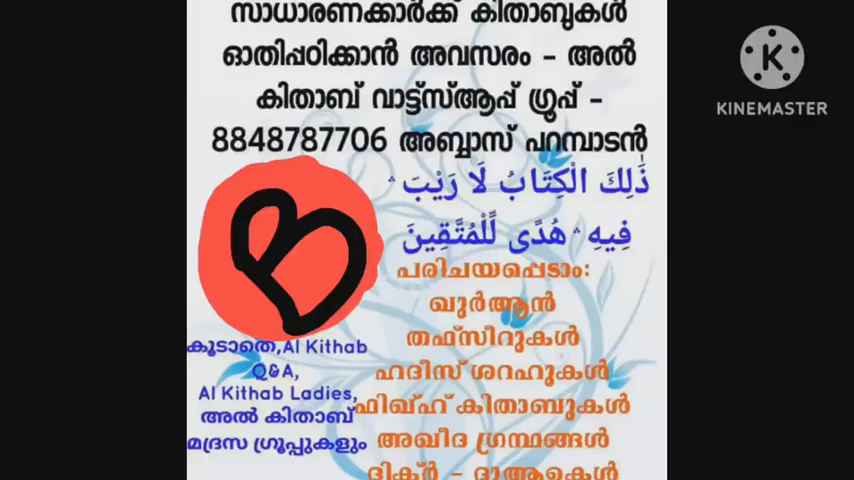 സാധാരണക്കാർക്ക് കിതാബുകൾ
ഓതിപ്പഠിക്കാൻ അവസരം - അൽ
കിതാബ് വാട്ട്സ്ആപ്പ് ഗ്രൂപ്പ് -
8848787706 അബ്ബാസ് പറമ്പാടൻ
ذَٰلِكَ الْكِتَابُ لَا رَيْبَ ۛ
فِيهِ ۛ هُدًى لِّلْمُتَّقِينَ
B
പരിചയപ്പെടാം:
ഖുർആൻ
തഫ്സീറുകൾ
ഹദീസ് ശറഹുകൾ
ഫിഖ്ഹ് കിതാബുകൾ
അഖീദ ഗ്രന്ഥങ്ങൾ
ദിക്ർ - ദുആകൾ
കൂടാതെ,Al Kithab
Q&A,
Al Kithab Ladies,
അൽ കിതാബ്
മദ്രസ ഗ്രൂപ്പുകളും
K
KINEMASTER